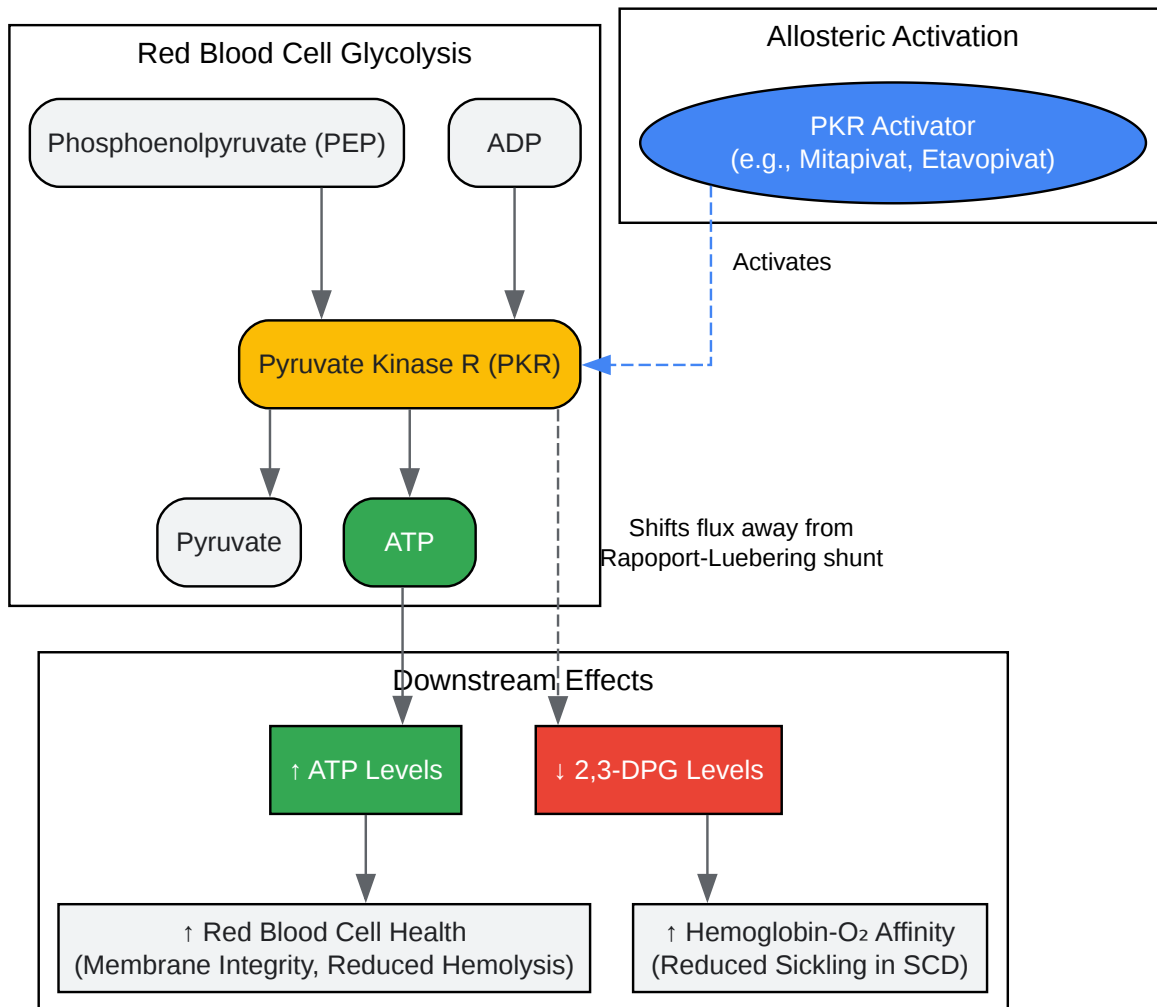 Red Blood Cell Glycolysis
Allosteric Activation
Phosphoenolpyruvate (PEP)
ADP
PKR Activator
(e.g., Mitapivat, Etavopivat)
Activates
Pyruvate Kinase R (PKR)
Pyruvate
ATP
Shifts flux away from
Rapoport-Luebering shunt
Downstream Effects
↑ ATP Levels
↓ 2,3-DPG Levels
↑ Red Blood Cell Health
(Membrane Integrity, Reduced Hemolysis)
↑ Hemoglobin-O₂ Affinity
(Reduced Sickling in SCD)